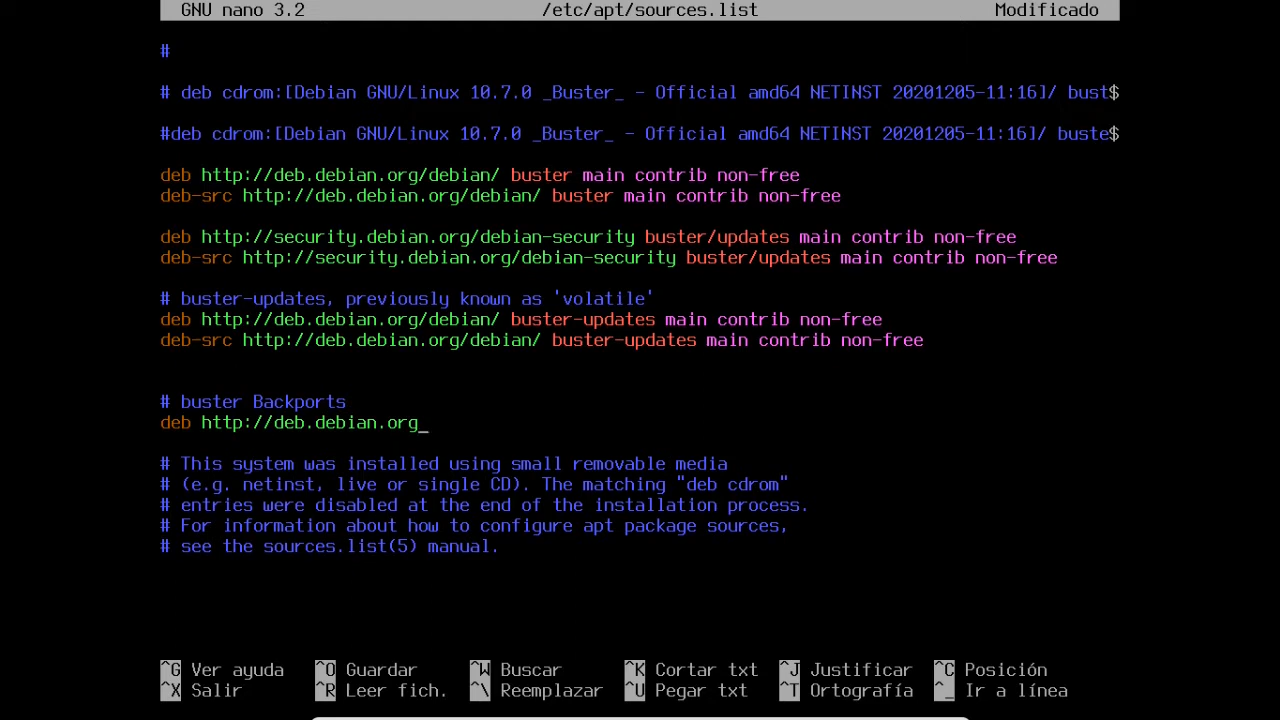 GNU nano 3.2 /etc/apt/sources.list Modificado
#
# deb cdrom:[Debian GNU/Linux 10.7.0 _Buster_ - Official amd64 NETINST 20201205-11:16]/ bust$
#deb cdrom:[Debian GNU/Linux 10.7.0 _Buster_ - Official amd64 NETINST 20201205-11:16]/ buste$
deb http://deb.debian.org/debian/ buster main contrib non-free
deb-src http://deb.debian.org/debian/ buster main contrib non-free
deb http://security.debian.org/debian-security buster/updates main contrib non-free
deb-src http://security.debian.org/debian-security buster/updates main contrib non-free
# buster-updates, previously known as 'volatile'
deb http://deb.debian.org/debian/ buster-updates main contrib non-free
deb-src http://deb.debian.org/debian/ buster-updates main contrib non-free
# buster Backports
deb http://deb.debian.org_
# This system was installed using small removable media
# (e.g. netinst, live or single CD). The matching "deb cdrom"
# entries were disabled at the end of the installation process.
# For information about how to configure apt package sources,
# see the sources.list(5) manual.
^G Ver ayuda ^O Guardar ^W Buscar ^K Cortar txt ^J Justificar ^C Posición
^X Salir ^R Leer fich. ^\ Reemplazar ^U Pegar txt ^T Ortografía ^_ Ir a línea